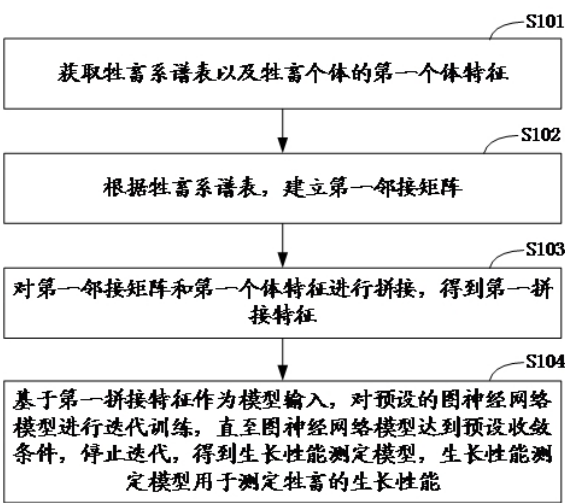 S101
获取牲畜系谱表以及牲畜个体的第一个体特征
S102
根据牲畜系谱表，建立第一邻接矩阵
S103
对第一邻接矩阵和第一个体特征进行拼接，得到第一拼
接特征
S104
基于第一拼接特征作为模型输入，对预设的图神经网络
模型进行迭代训练，直至图神经网络模型达到预设收敛
条件，停止迭代，得到生长性能测定模型，生长性能测
定模型用于测定牲畜的生长性能